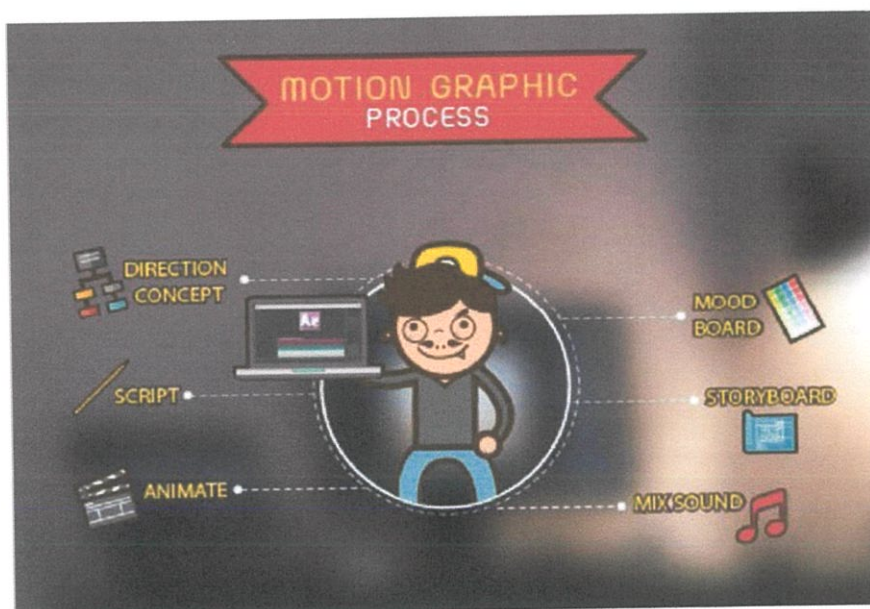 MOTION GRAPHIC
PROCESS
DIRECTION
CONCEPT
Ae
SCRIPT
ANIMATE
MOOD
BOARD
STORYBOARD
MIX SOUND